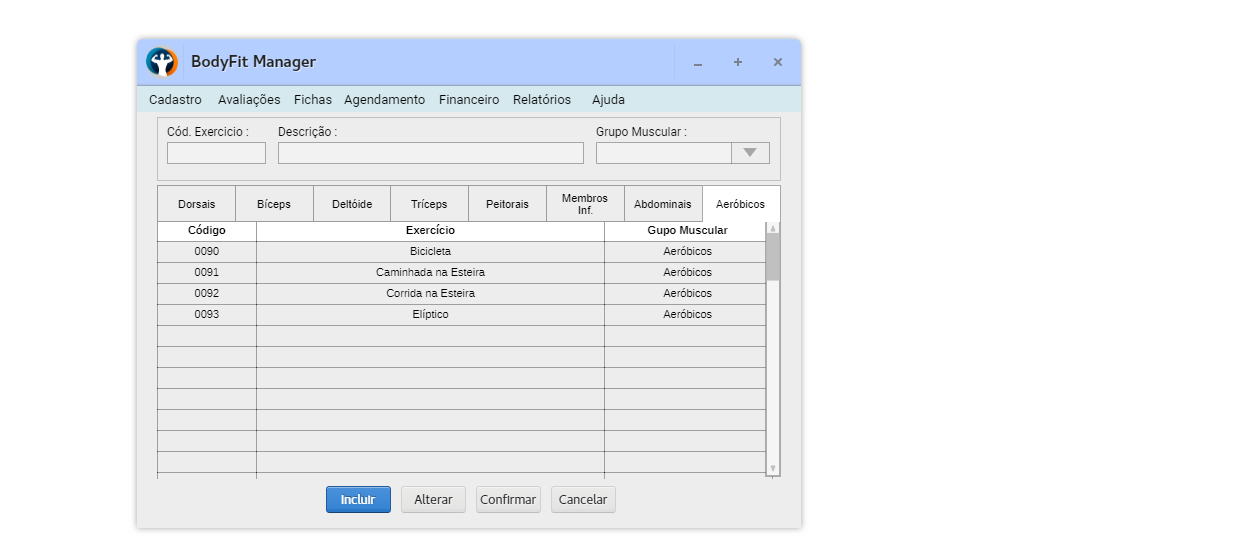 BodyFit Manager
Cadastro Avaliações Fichas Agendamento Financeiro Relatórios Ajuda
Cód. Exercicio : Descrição : Grupo Muscular :
Dorsais Bíceps Deltóide Tríceps Peitorais Membros Inf. Abdominais Aeróbicos
Código Exercício Gupo Muscular
0090 Bicicleta Aeróbicos
0091 Caminhada na Esteira Aeróbicos
0092 Corrida na Esteira Aeróbicos
0093 Elíptico Aeróbicos
Incluir Alterar Confirmar Cancelar